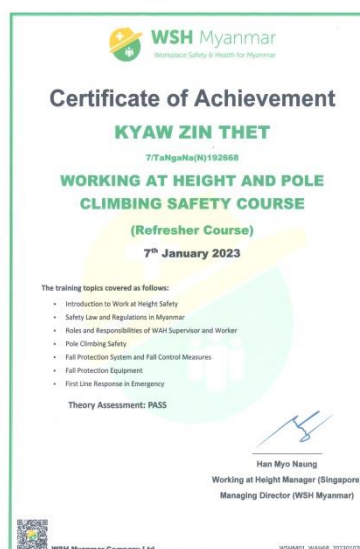 WSH Myanmar
Workplace Safety & Health for Myanmar
Certificate of Achievement
KYAW ZIN THET
7/TaNgaNa(N)192668
WORKING AT HEIGHT AND POLE
CLIMBING SAFETY COURSE
(Refresher Course)
7th January 2023
The training topics covered as follows:
• Introduction to Work at Height Safety
• Safety Law and Regulations in Myanmar
• Roles and Responsibilities of WAH Supervisor and Worker
• Pole Climbing Safety
• Fall Protection System and Fall Control Measures
• Fall Protection Equipment
• First Line Response in Emergency
Theory Assessment: PASS
Han Myo Naung
Working at Height Manager (Singapore
Managing Director (WSH Myanmar)
WSH Myanmar Company Ltd